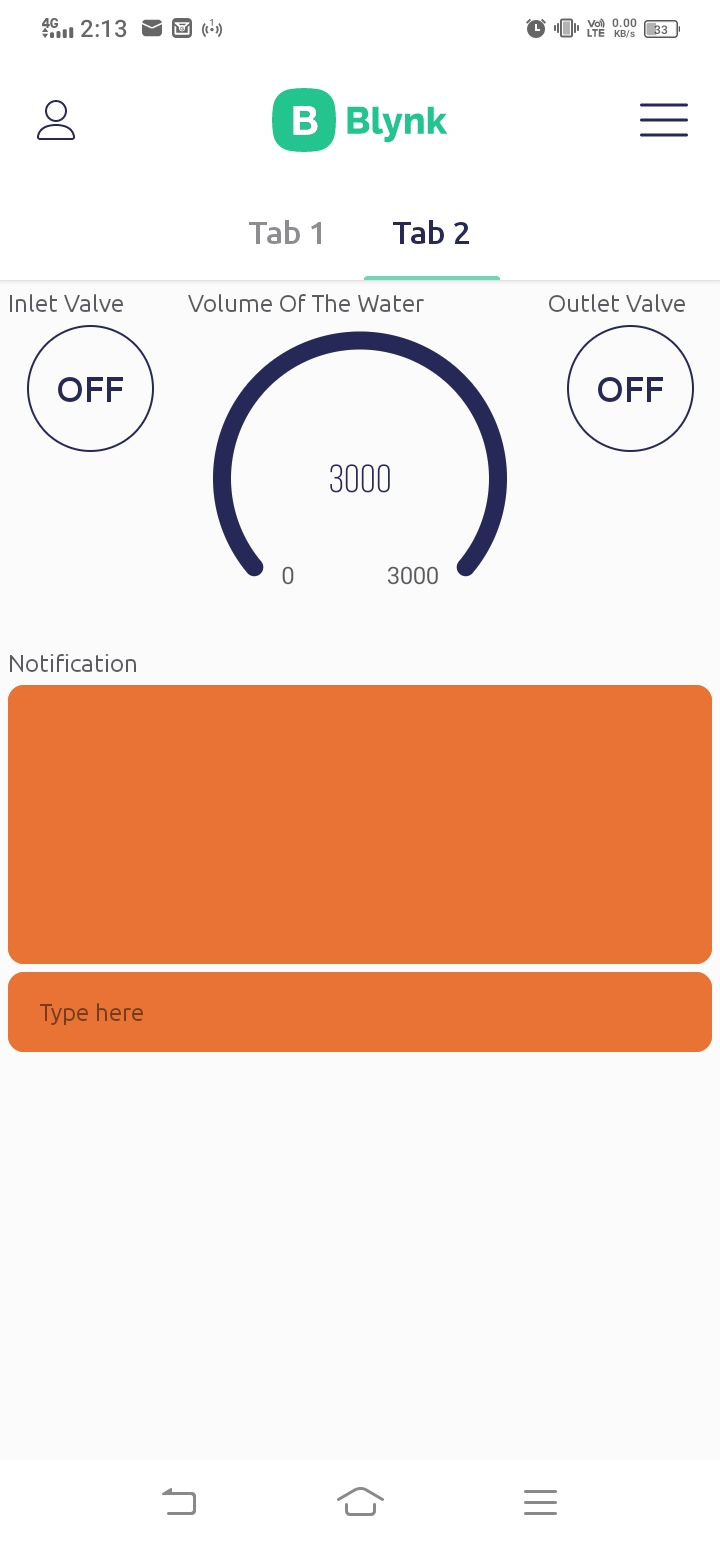 4G 2:13 1 Vo) LTE 0.00 KB/s 33
B Blynk
Tab 1 Tab 2
Inlet Valve Volume Of The Water Outlet Valve
OFF OFF
3000
0 3000
Notification
Type here